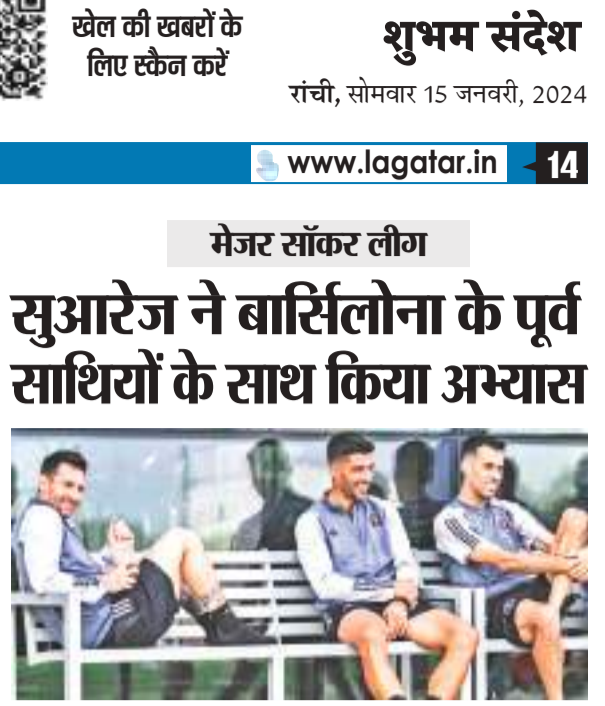 खेल की खबरों के
लिए स्कैन करें
शुभम संदेश
रांची, सोमवार 15 जनवरी, 2024
www.lagatar.in 14
मेजर सॉकर लीग
सुआरेज ने बार्सिलोना के पूर्व
साथियों के साथ किया अभ्यास